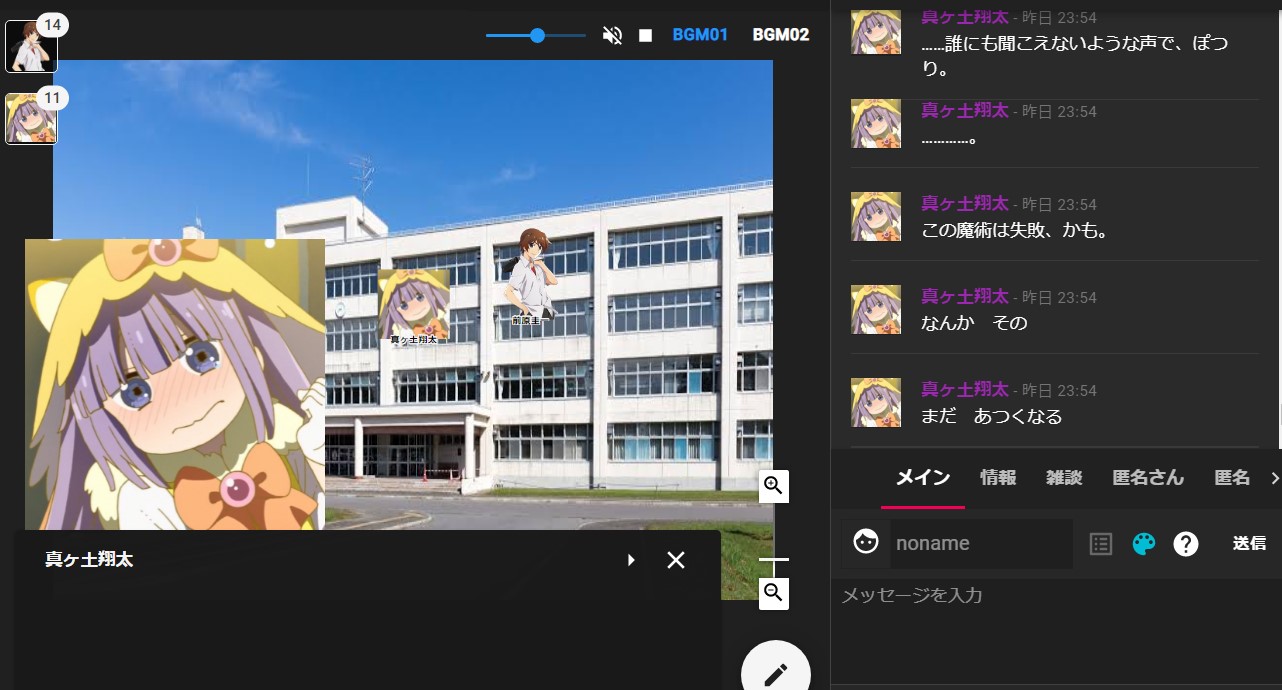 14
11
BGM01 BGM02
真ヶ土翔太
前原圭一
真ヶ土翔太
真ヶ土翔太 - 昨日 23:54
……誰にも聞こえないような声で、ぽつ
り。
真ヶ土翔太 - 昨日 23:54
…………。
真ヶ土翔太 - 昨日 23:54
この魔術は失敗、かも。
真ヶ土翔太 - 昨日 23:54
なんか　その
真ヶ土翔太 - 昨日 23:54
まだ　あつくなる
メイン 情報 雑談 匿名さん 匿名
noname
送信
メッセージを入力